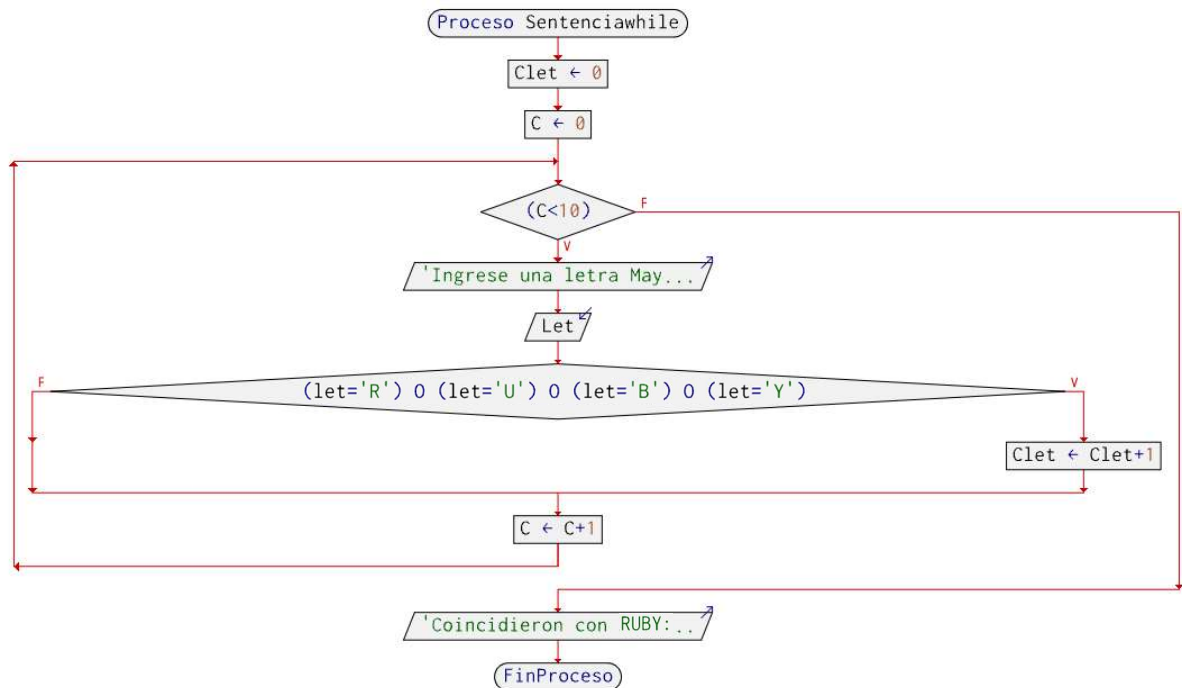 Proceso Sentenciawhile
Clet ← 0
C ← 0
(C<10)
F
V
'Ingrese una letra May...
Let
F
(let='R') O (let='U') O (let='B') O (let='Y')
V
Clet ← Clet+1
C ← C+1
'Coincidieron con RUBY:..
FinProceso